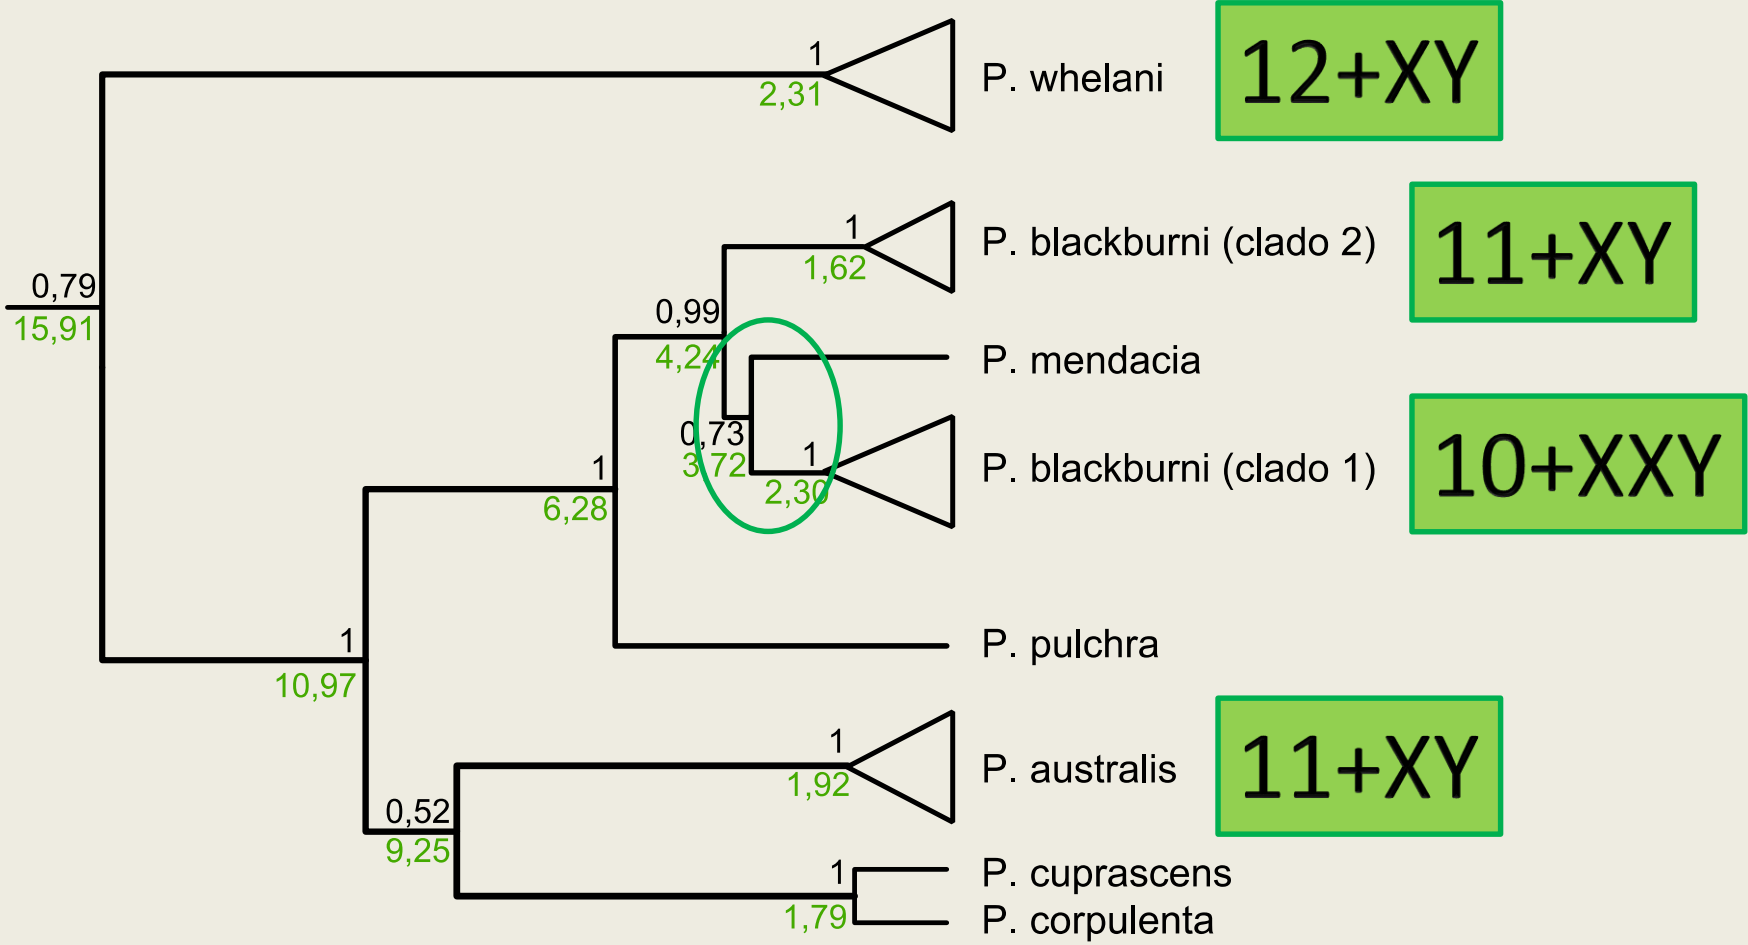 1
2,31
P. whelani
12+XY
1
1,62
P. blackburni (clado 2)
11+XY
0,79
15,91
0,99
4,24
P. mendacia
0,73
3,72
1
2,30
P. blackburni (clado 1)
10+XXY
1
6,28
P. pulchra
1
10,97
1
1,92
P. australis
11+XY
0,52
9,25
1
1,79
P. cuprascens
P. corpulenta